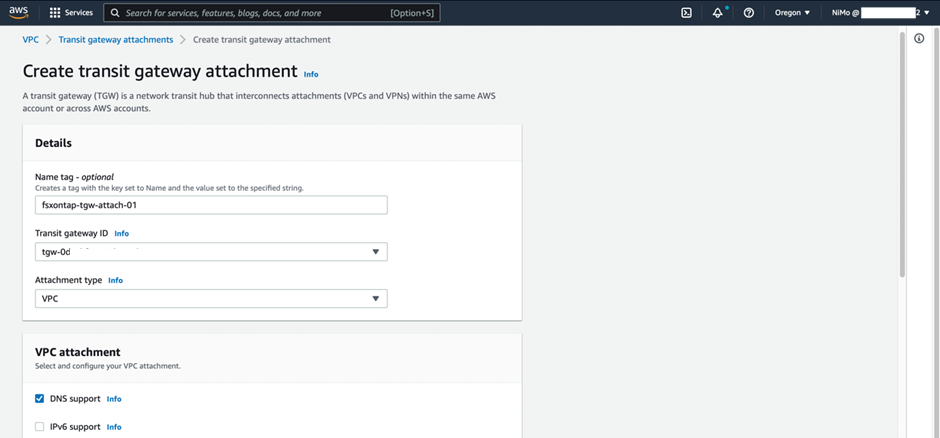 aws Services Search for services, features, blogs, docs, and more [Option+S] Oregon ▼ NiMo @ 2 ▼
VPC > Transit gateway attachments > Create transit gateway attachment
Create transit gateway attachment Info
A transit gateway (TGW) is a network transit hub that interconnects attachments (VPCs and VPNs) within the same AWS
account or across AWS accounts.
Details
Name tag - optional
Creates a tag with the key set to Name and the value set to the specified string.
fsxontap-tgw-attach-01
Transit gateway ID Info
tgw-0d
Attachment type Info
VPC
VPC attachment
Select and configure your VPC attachment.
DNS support Info
IPv6 support Info